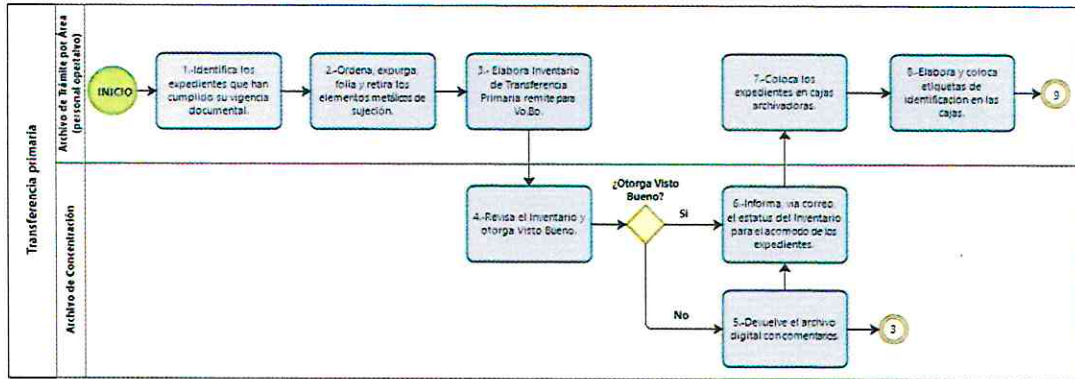 Transferencia primaria
Archivo de Trámite por Área
(personal operativo)
INICIO
1.-Identifica los
expedientes que han
cumplido su vigencia
documental.
2.-Ordena, expurga,
folia y retira los
elementos metálicos de
sujeción.
3.- Elabora Inventario
de Transferencia
Primaria remite para
Vo.Bo.
7.-Coloca los
expedientes en cajas
archivadoras.
8.-Elabora y coloca
etiquetas de
identificación en las
cajas.
9
Archivo de Concentración
4.-Revisa el Inventario y
otorga Visto Bueno.
¿Otorga Visto
Bueno?
Si
6.-Informa, vía correo,
el estatus del Inventario
para el acomodo de los
expedientes.
No
5.-Devuelve el archivo
digital con comentarios.
3